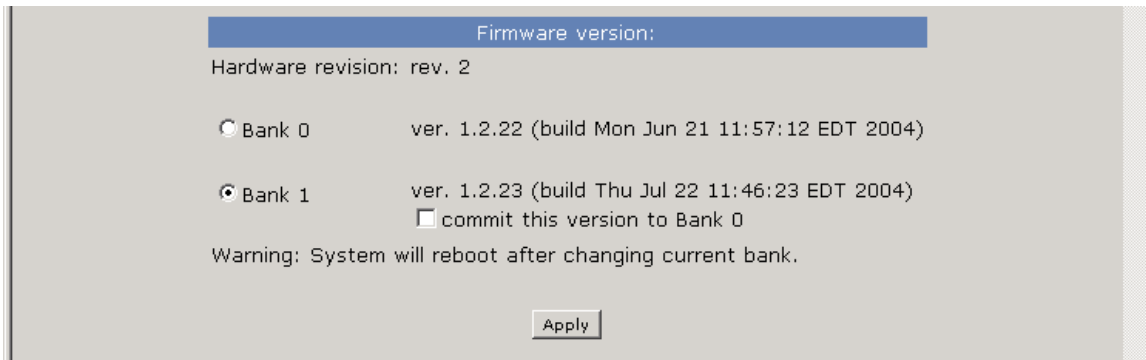 Firmware version:
Hardware revision: rev. 2
Bank 0 ver. 1.2.22 (build Mon Jun 21 11:57:12 EDT 2004)
Bank 1 ver. 1.2.23 (build Thu Jul 22 11:46:23 EDT 2004)
commit this version to Bank 0
Warning: System will reboot after changing current bank.
Apply